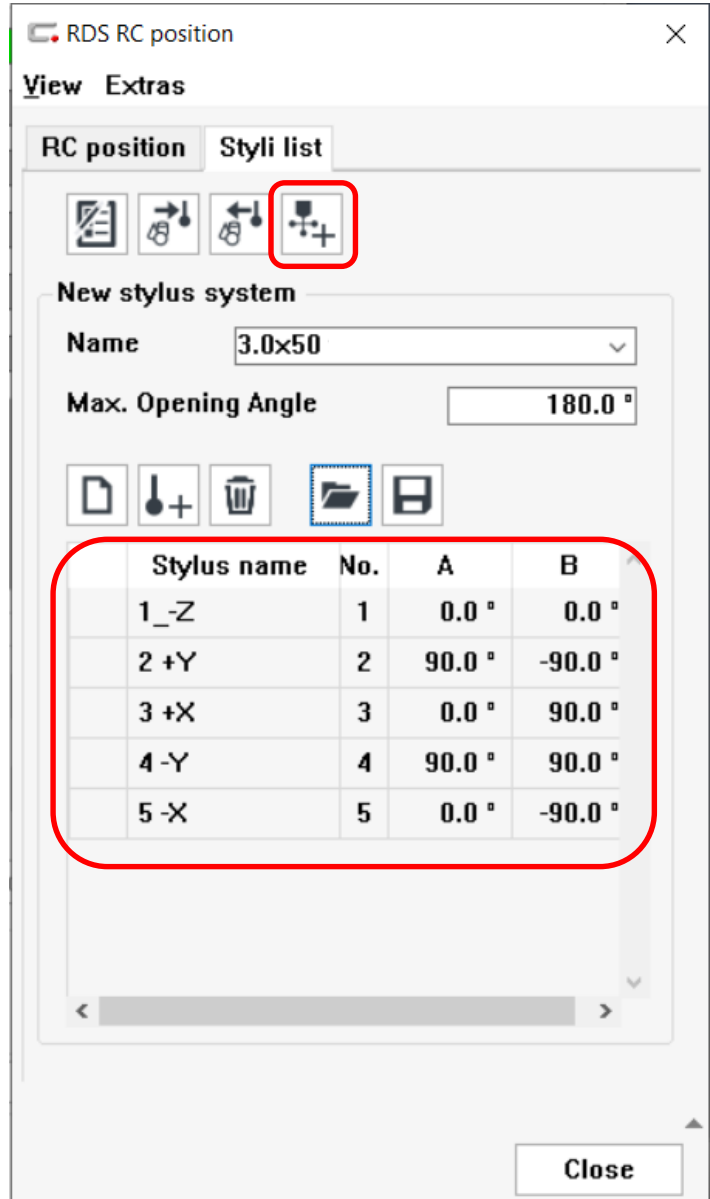 RDS RC position
View Extras
RC position Styli list
New stylus system
Name 3.0x50
Max. Opening Angle 180.0 °
Stylus name No. A B
1_-Z 1 0.0 ° 0.0 °
2 +Y 2 90.0 ° -90.0 °
3 +X 3 0.0 ° 90.0 °
4 -Y 4 90.0 ° 90.0 °
5 -X 5 0.0 ° -90.0 °
Close